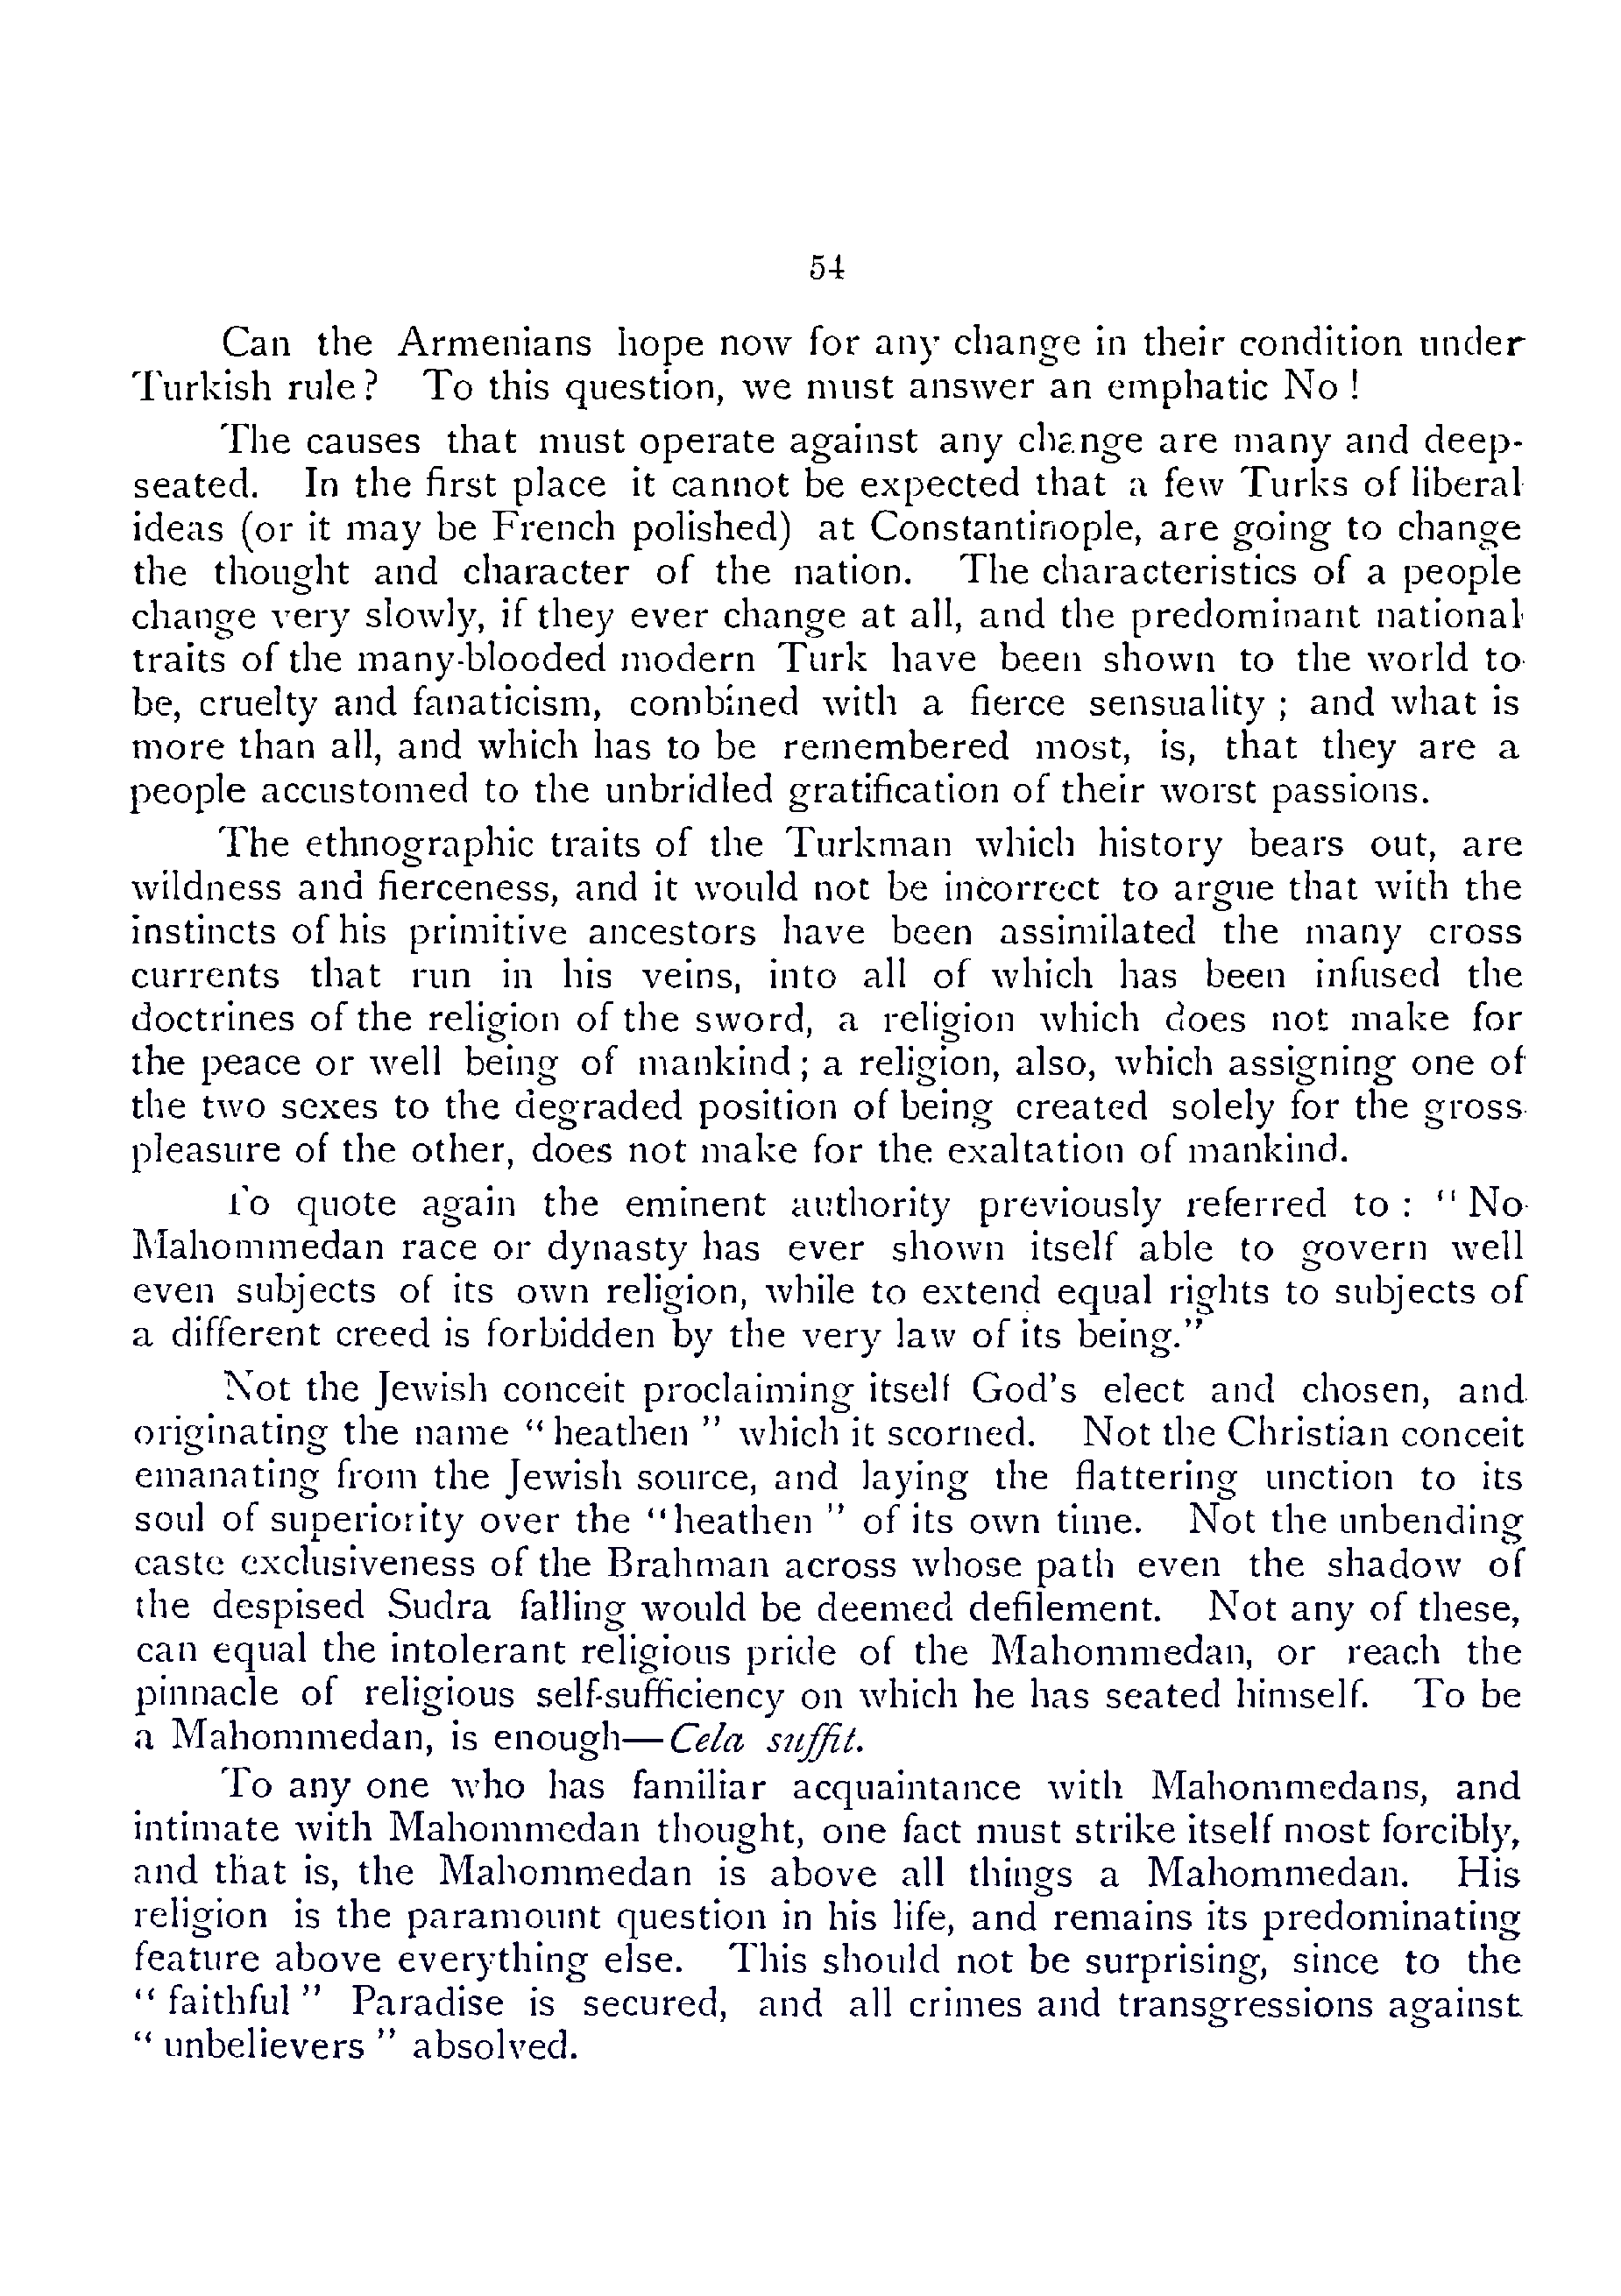 54
Can the Armenians hope now for any change in their condition under
Turkish rule? To this question, we must answer an emphatic No !
The causes that must operate against any change are many and deep-
seated. In the first place it cannot be expected that a few Turks of liberal
ideas (or it may be French polished) at Constantinople, are going to change
the thought and character of the nation. The characteristics of a people
change very slowly, if they ever change at all, and the predominant national
traits of the many-blooded modern Turk have been shown to the world to
be, cruelty and fanaticism, combined with a fierce sensuality ; and what is
more than all, and which has to be remembered most, is, that they are a
people accustomed to the unbridled gratification of their worst passions.
The ethnographic traits of the Turkman which history bears out, are
wildness and fierceness, and it would not be incorrect to argue that with the
instincts of his primitive ancestors have been assimilated the many cross
currents that run in his veins, into all of which has been infused the
doctrines of the religion of the sword, a religion which does not make for
the peace or well being of mankind; a religion, also, which assigning one of
the two sexes to the degraded position of being created solely for the gross
pleasure of the other, does not make for the exaltation of mankind.
To quote again the eminent authority previously referred to : "No
Mahommedan race or dynasty has ever shown itself able to govern well
even subjects of its own religion, while to extend equal rights to subjects of
a different creed is forbidden by the very law of its being."
Not the Jewish conceit proclaiming itself God's elect and chosen, and
originating the name "heathen" which it scorned. Not the Christian conceit
emanating from the Jewish source, and laying the flattering unction to its
soul of superiority over the "heathen" of its own time. Not the unbending
caste exclusiveness of the Brahman across whose path even the shadow of
the despised Sudra falling would be deemed defilement. Not any of these,
can equal the intolerant religious pride of the Mahommedan, or reach the
pinnacle of religious self-sufficiency on which he has seated himself. To be
a Mahommedan, is enough—Cela suffit.
To any one who has familiar acquaintance with Mahommedans, and
intimate with Mahommedan thought, one fact must strike itself most forcibly,
and that is, the Mahommedan is above all things a Mahommedan. His
religion is the paramount question in his life, and remains its predominating
feature above everything else. This should not be surprising, since to the
"faithful" Paradise is secured, and all crimes and transgressions against
"unbelievers" absolved.